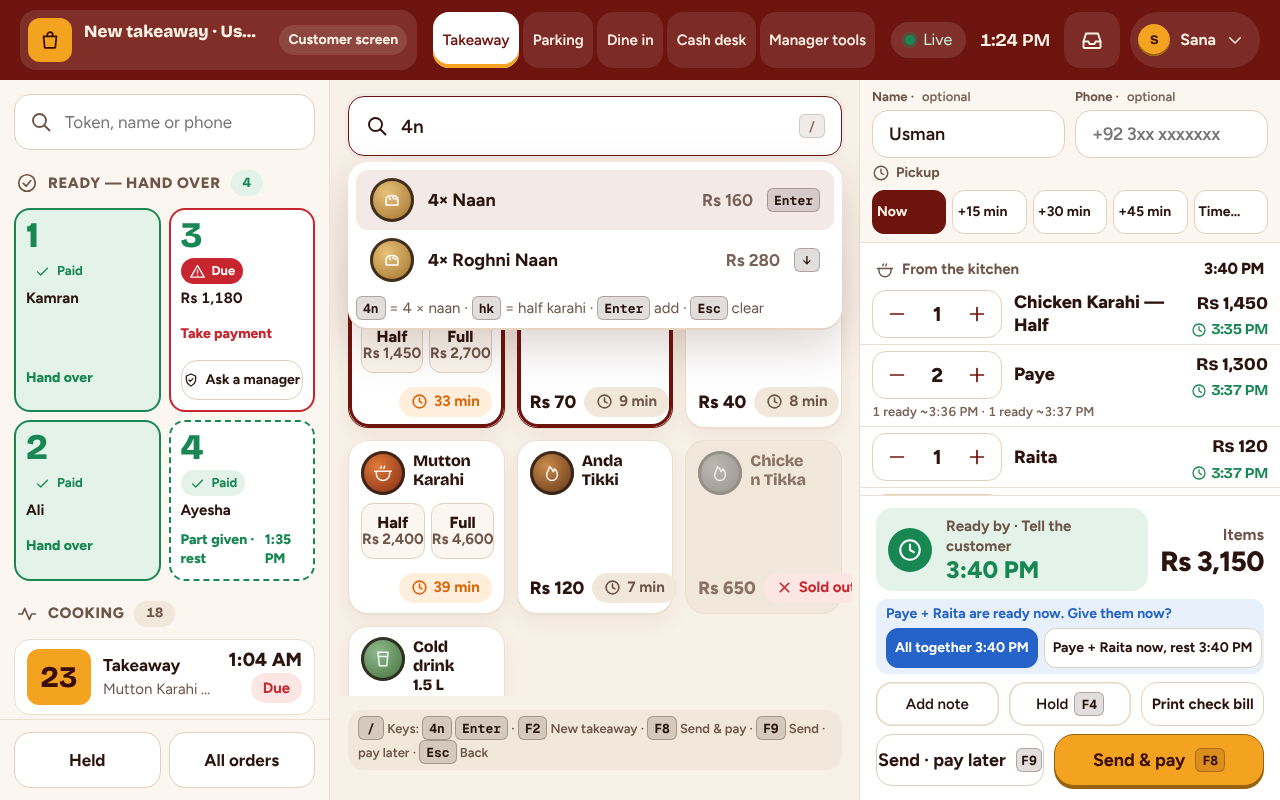 New takeaway · Us...
Customer screen
Takeaway
Parking
Dine in
Cash desk
Manager tools
Live
1:24 PM
S
Sana
Token, name or phone
READY — HAND OVER 4
1
Paid
Kamran
Hand over
3
Due
Rs 1,180
Take payment
Ask a manager
2
Paid
Ali
Hand over
4
Paid
Ayesha
Part given · rest
1:35 PM
COOKING 18
23
Takeaway
Mutton Karahi ...
1:04 AM
Due
Held
All orders
4n
/
4× Naan
Rs 160
Enter
4× Roghni Naan
Rs 280
↓
4n = 4 × naan · hk = half karahi · Enter add · Esc clear
Half
Rs 1,450
Full
Rs 2,700
33 min
Rs 70
9 min
Rs 40
8 min
Mutton
Karahi
Half
Rs 2,400
Full
Rs 4,600
39 min
Anda
Tikki
Rs 120
7 min
Chicke
n Tikka
Rs 650
Sold out
Cold
drink
1.5 L
/ Keys: 4n Enter · F2 New takeaway · F8 Send & pay · F9 Send ·
pay later · Esc Back
Name · optional
Usman
Phone · optional
+92 3xx xxxxxxx
Pickup
Now
+15 min
+30 min
+45 min
Time...
From the kitchen
3:40 PM
− 1 +
Chicken Karahi —
Half
Rs 1,450
3:35 PM
− 2 +
Paye
Rs 1,300
3:37 PM
1 ready ~3:36 PM · 1 ready ~3:37 PM
− 1 +
Raita
Rs 120
3:37 PM
Ready by · Tell the
customer
3:40 PM
Items
Rs 3,150
Paye + Raita are ready now. Give them now?
All together 3:40 PM
Paye + Raita now, rest 3:40 PM
Add note
Hold F4
Print check bill
Send · pay later F9
Send & pay F8